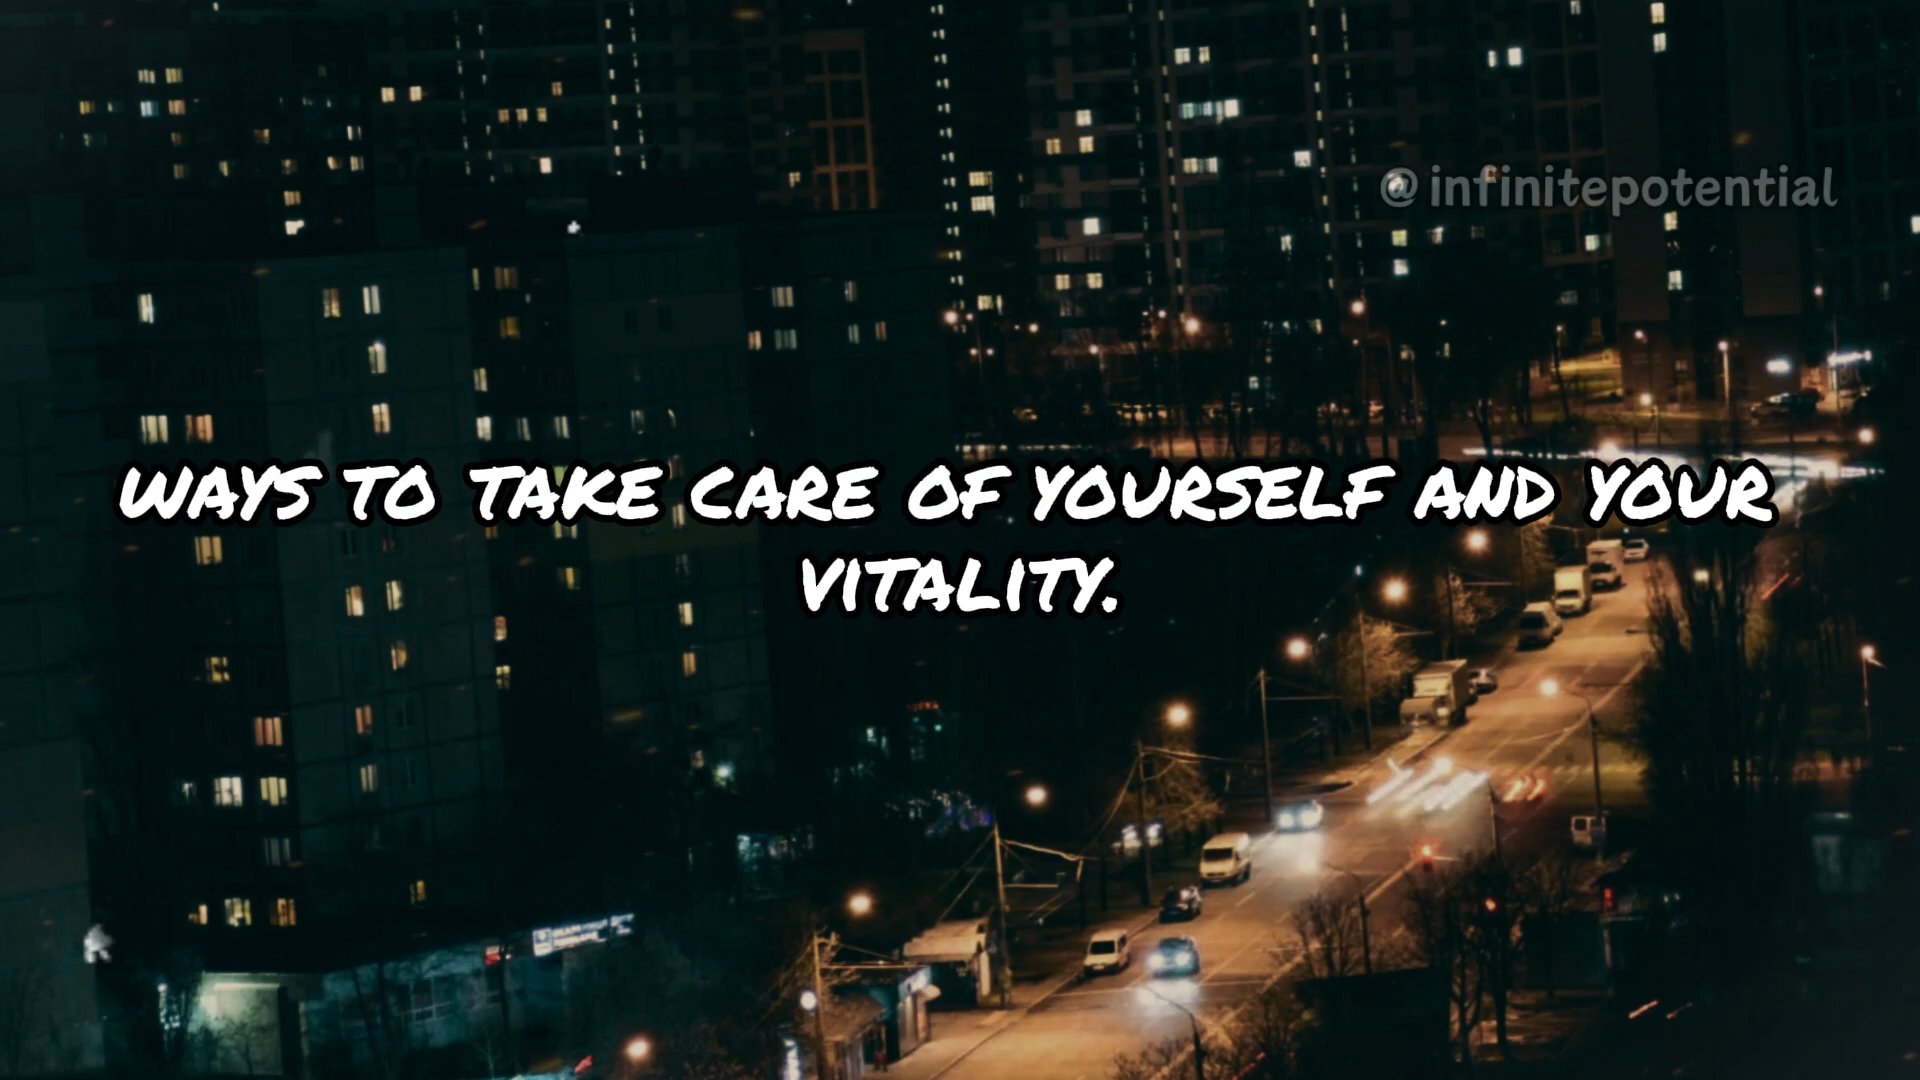 @infinitepotential
WAYS TO TAKE CARE OF YOURSELF AND YOUR
VITALITY.